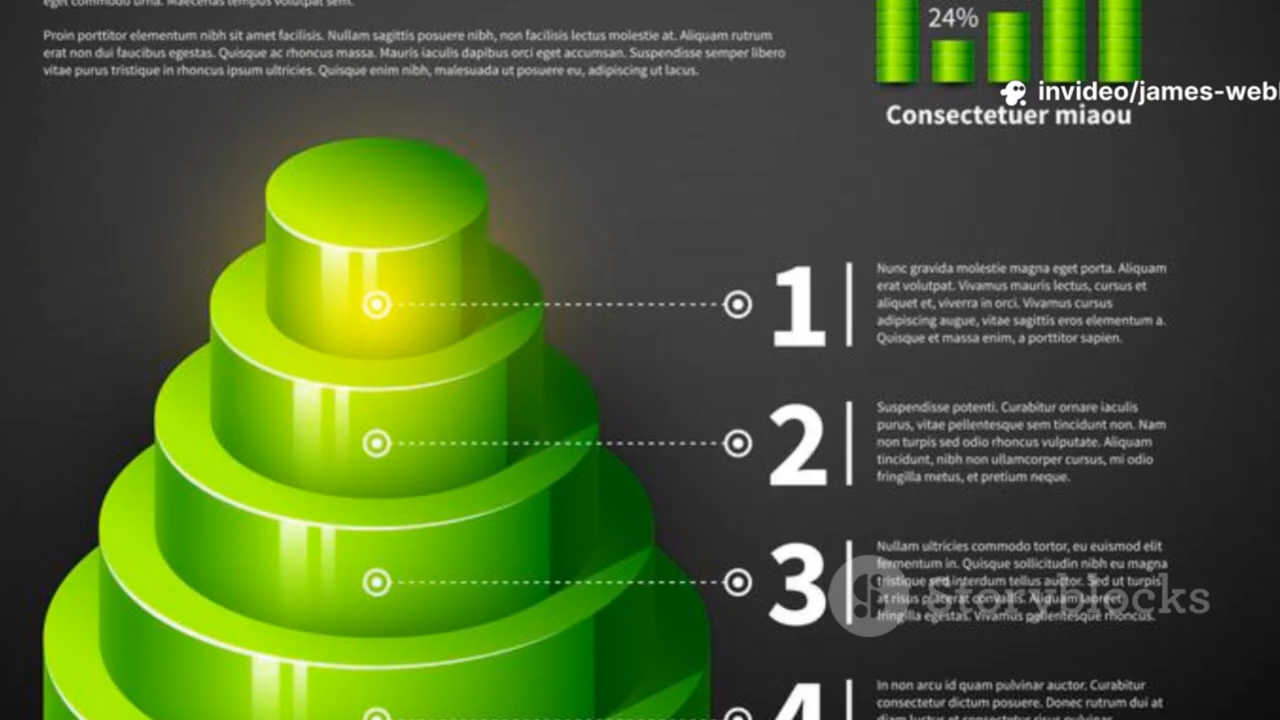 eget commodo urna. Maecenas tempus volutpat sem.
Proin porttitor elementum nibh sit amet facilisis. Nullam sagittis posuere nibh, non facilisis lectus molestie at. Aliquam rutrum
erat non dui faucibus egestas. Quisque ac rhoncus massa. Mauris iaculis dapibus orci eget accumsan. Suspendisse semper libero
vitae purus tristique in rhoncus ipsum ultricies. Quisque enim nibh, malesuada ut posuere eu, adipiscing ut lacus.
24%
invideo/james-web
Consectetuer miaou
1
Nunc gravida molestie magna eget porta. Aliquam
erat volutpat. Vivamus mauris lectus, cursus et
aliquet et, viverra in orci. Vivamus cursus
adipiscing augue, vitae sagittis eros elementum a.
Quisque et massa enim, a porttitor sapien.
2
Suspendisse potenti. Curabitur ornare iaculis
purus, vitae pellentesque sem tincidunt non. Nam
non turpis sed odio rhoncus vulputate. Aliquam
tincidunt, nibh non ullamcorper cursus, mi odio
fringilla metus, et pretium neque.
3
Nullam ultricies commodo tortor, eu euismod elit
fermentum in. Quisque sollicitudin nibh eu magna
tristique sed interdum tellus auctor. Sed ut turpis
at risus placerat convallis. Aliquam laoreet
fringilla egestas. Vivamus pellentesque rhoncus.
Storyblocks
4
In non arcu id quam pulvinar auctor. Curabitur
consectetur dictum posuere. Donec rutrum dui at